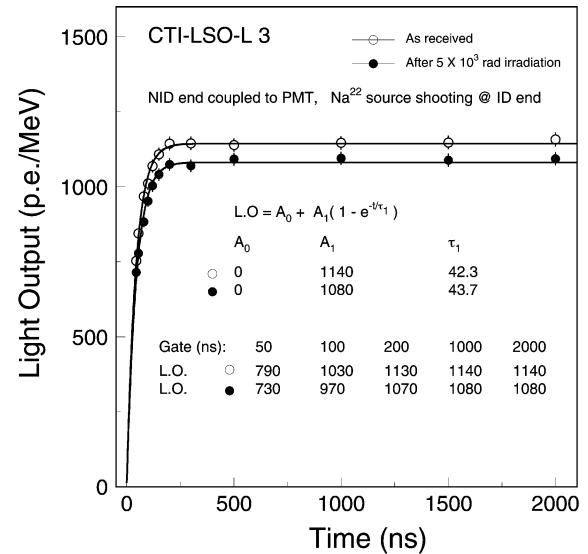 CTI-LSO-L 3
As received
After 5 X 10³ rad irradiation
NID end coupled to PMT, Na²² source shooting @ ID end
L.O = A₀ + A₁ ( 1 - e^-t/τ₁ )
A₀ A₁ τ₁
0 1140 42.3
0 1080 43.7
Gate (ns): 50 100 200 1000 2000
L.O. 790 1030 1130 1140 1140
L.O. 730 970 1070 1080 1080
Light Output (p.e./MeV)
1500
1000
500
0
0 500 1000 1500 2000
Time (ns)